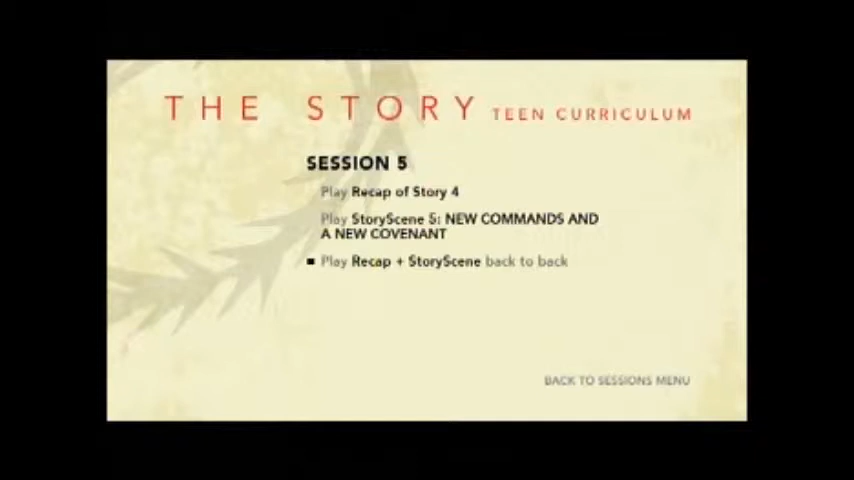 THE STORY TEEN CURRICULUM
SESSION 5
Play Recap of Story 4
Play StoryScene 5: NEW COMMANDS AND
A NEW COVENANT
Play Recap + StoryScene back to back
BACK TO SESSIONS MENU